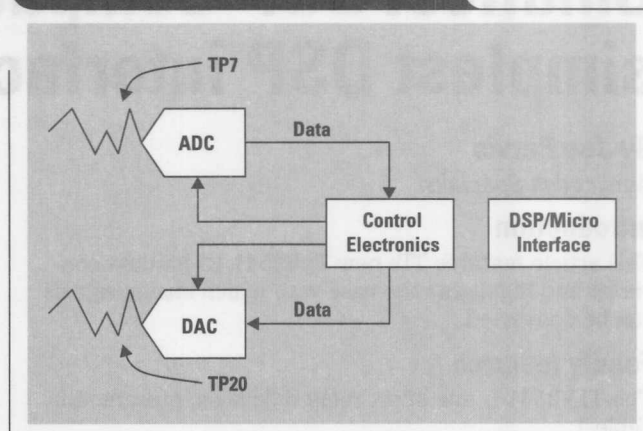 TP7
ADC
Data
Control
Electronics
DSP/Micro
Interface
DAC
Data
TP20